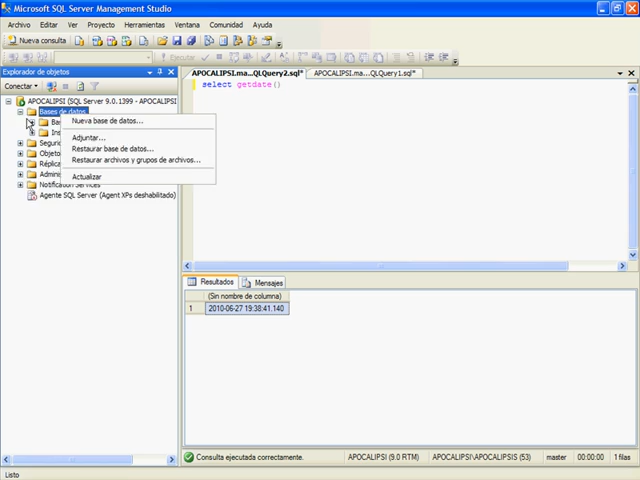 Microsoft SQL Server Management Studio
Archivo Editar Ver Proyecto Herramientas Ventana Comunidad Ayuda
Nueva consulta
Ejecutar
Explorador de objetos
APOCALIPSI.ma...QLQuery2.sql* APOCALIPSI.ma...QLQuery1.sql*
Conectar
select getdate()
APOCALIPSI (SQL Server 9.0.1399 - APOCALIPSI
Bases de datos
Nueva base de datos...
Adjuntar...
Restaurar base de datos...
Restaurar archivos y grupos de archivos...
Actualizar
Notification Services
Agente SQL Server (Agent XPs deshabilitado)
Resultados Mensajes
(Sin nombre de columna)
1 2010-06-27 19:38:41.140
Consulta ejecutada correctamente. APOCALIPSI (9.0 RTM) APOCALIPSI\APOCALIPSIS (53) master 00:00:00 1 filas
Listo